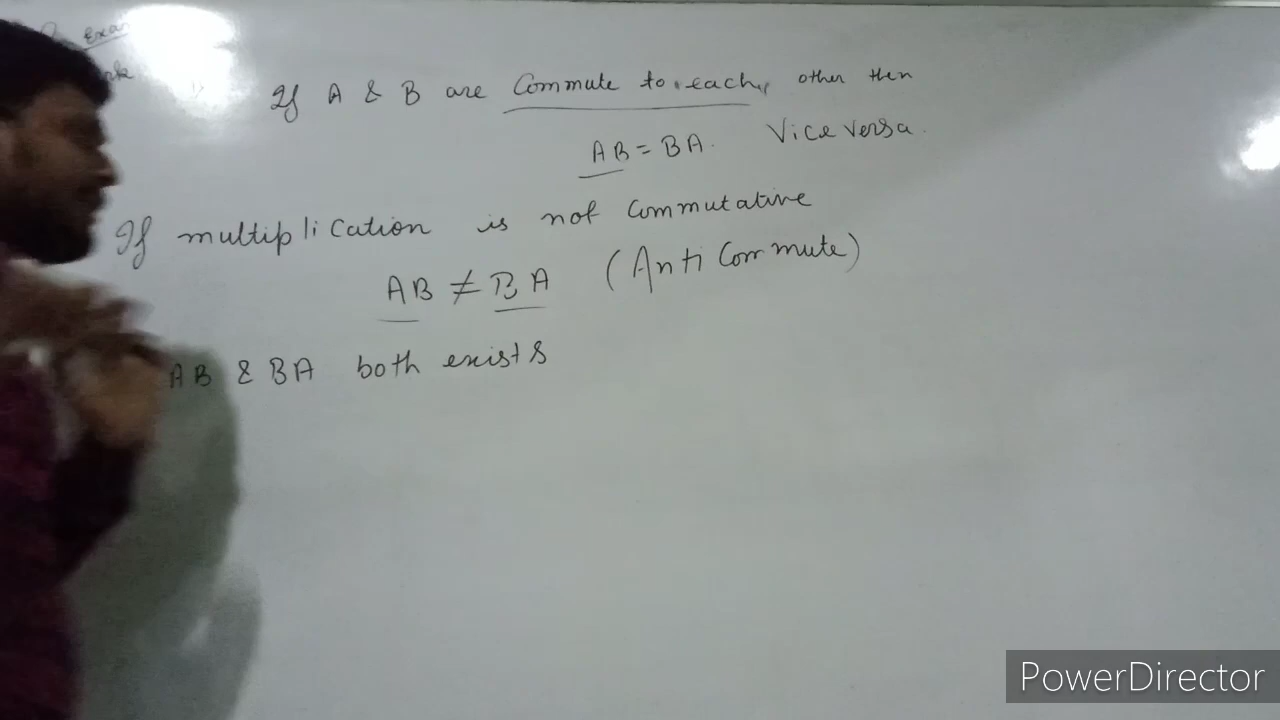 If A & B are Commute to each other then
AB = BA. Vice versa.
If multiplication is not Commutative
AB ≠ BA (Anti Commute)
AB & BA both exists
PowerDirector